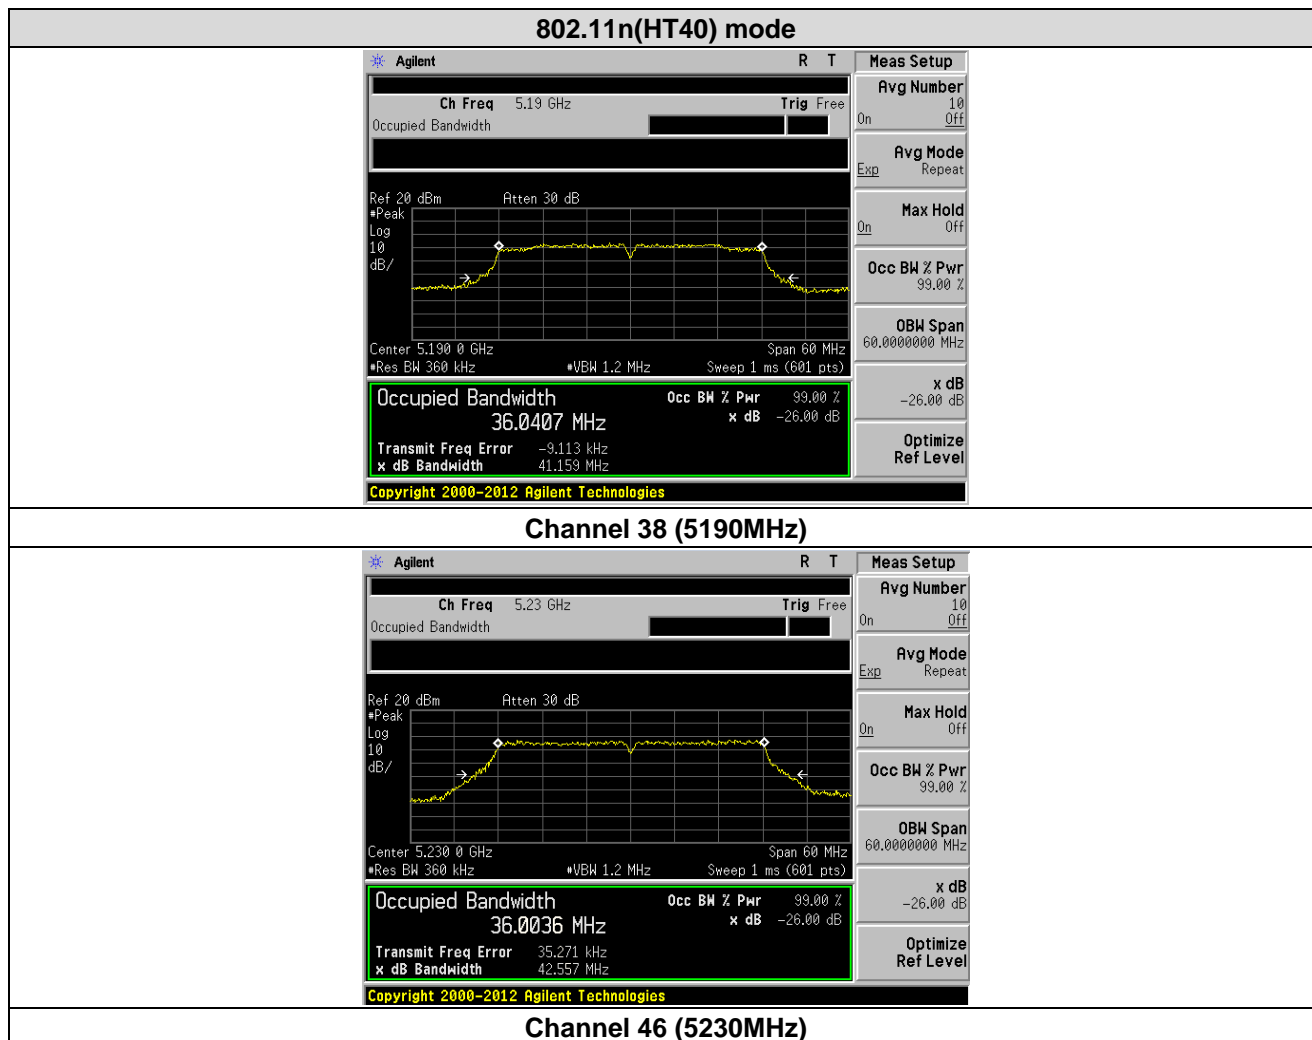 802.11n(HT40) mode
Agilent R T Meas Setup
Ch Freq 5.19 GHz Trig Free
Occupied Bandwidth
Avg Number
10
On Off
Avg Mode
Exp Repeat
Ref 20 dBm Atten 30 dB
#Peak
Log
10
dB/
Max Hold
On Off
Occ BW % Pwr
99.00 %
OBW Span
60.0000000 MHz
Center 5.190 0 GHz Span 60 MHz
#Res BW 360 kHz #VBW 1.2 MHz Sweep 1 ms (601 pts)
x dB
-26.00 dB
Occupied Bandwidth Occ BW % Pwr 99.00 %
36.0407 MHz x dB -26.00 dB
Transmit Freq Error -9.113 kHz
x dB Bandwidth 41.159 MHz
Optimize
Ref Level
Copyright 2000-2012 Agilent Technologies
Channel 38 (5190MHz)
Agilent R T Meas Setup
Ch Freq 5.23 GHz Trig Free
Occupied Bandwidth
Avg Number
10
On Off
Avg Mode
Exp Repeat
Ref 20 dBm Atten 30 dB
#Peak
Log
10
dB/
Max Hold
On Off
Occ BW % Pwr
99.00 %
OBW Span
60.0000000 MHz
Center 5.230 0 GHz Span 60 MHz
#Res BW 360 kHz #VBW 1.2 MHz Sweep 1 ms (601 pts)
x dB
-26.00 dB
Occupied Bandwidth Occ BW % Pwr 99.00 %
36.0036 MHz x dB -26.00 dB
Transmit Freq Error 35.271 kHz
x dB Bandwidth 42.557 MHz
Optimize
Ref Level
Copyright 2000-2012 Agilent Technologies
Channel 46 (5230MHz)